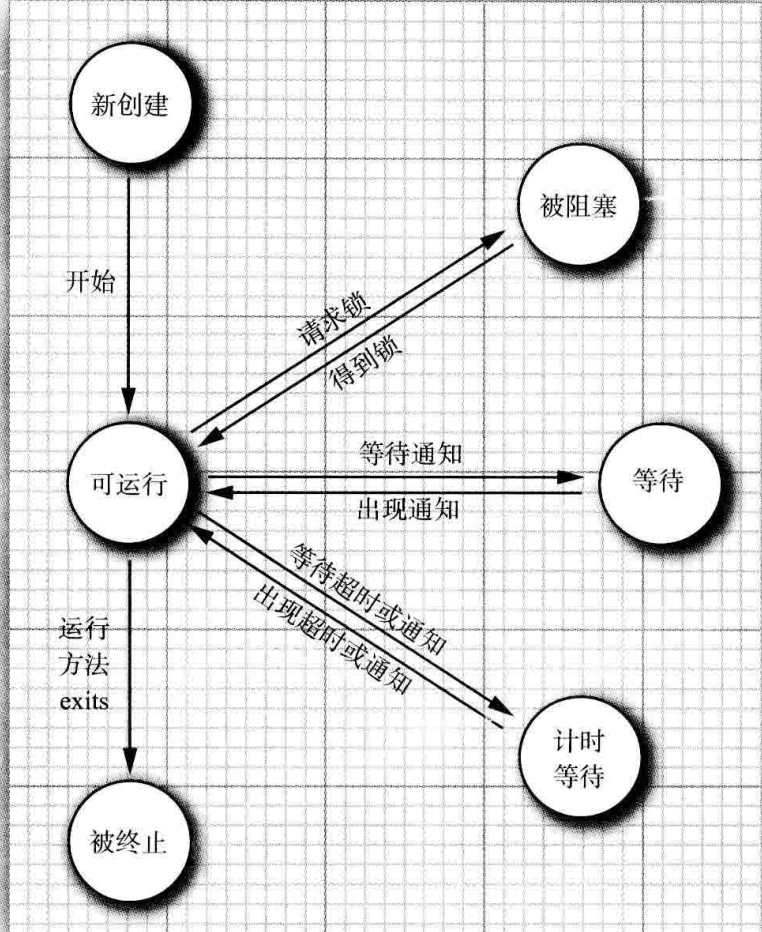 新创建
被阻塞
开始
请求锁
得到锁
等待通知
可运行
等待
出现通知
等待超时或通知
出现超时或通知
运行
方法
exits
计时
等待
被终止